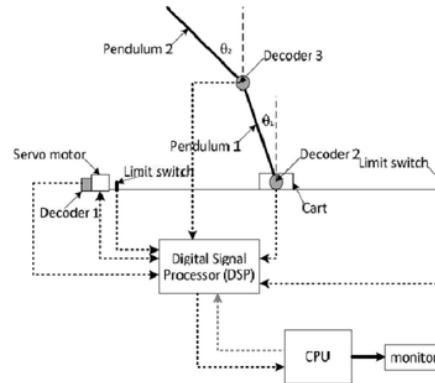 Pendulum 2
θ₂
Decoder 3
θ₁
Pendulum 1
Servo motor
Limit switch
Decoder 2
Limit switch
Decoder 1
Cart
Digital Signal
Processor (DSP)
CPU
monitor